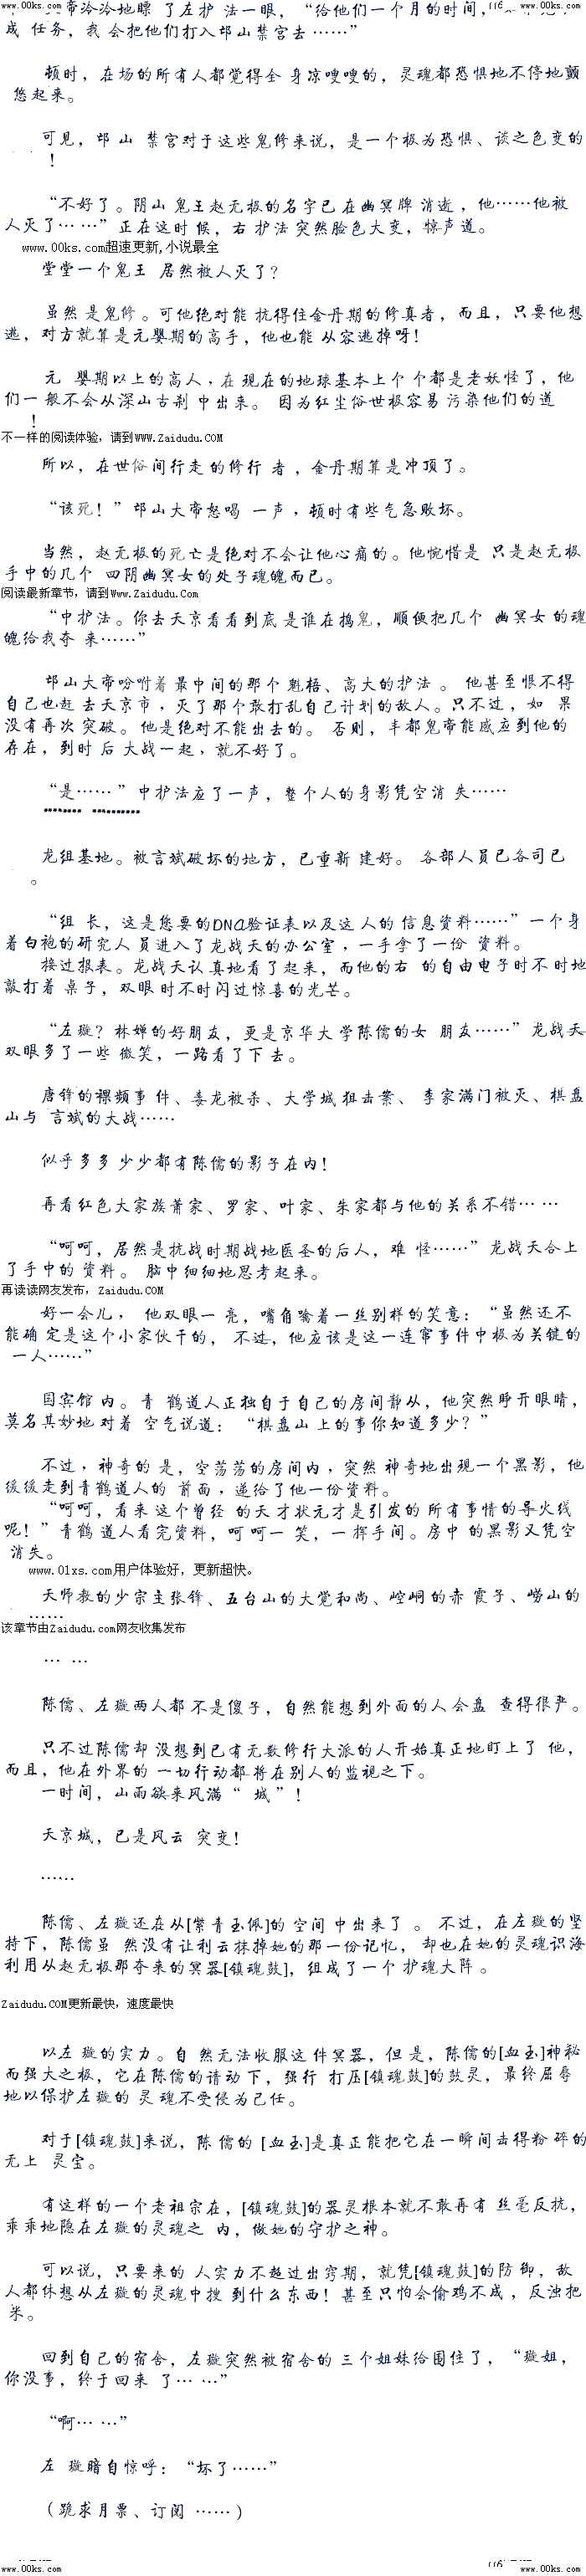 www.00ks.com www.00ks.com
常冷冷地瞟 了左护 法一眼，“给他们一个月的时间，
成 任务，我 会把他们打入邙山禁宫去……”
顿时，在场的所有人都觉得全 身凉嗖嗖的，灵魂都恐惧地不停地颤
悠起来。
可见，邙 山 禁宫对于这些鬼修来说，是一个极为恐惧、谈之色变的
！
“不好了。阴山 鬼王赵无极的名字已在幽冥牌 消逝，他……他被
人灭了… …”正在这时 候，右 护法 突然脸色大变，惊声道。
www.00ks.com超速更新,小说最全
堂堂一个鬼王 居然被人灭了？
虽然 是鬼修。可他绝对能 抗得住金丹期的修真者，而且，只要他想
逃，对方就算是元婴期的高手，他也能 从容逃掉呀！
元 婴期以上的高人，在 现在的地球基本上个 个都是老妖怪了，他
们一 般不会从深山古刹 中出来。 因为红尘俗世极容易 污染他们的道
！
不一样的阅读体验，请到WWW.Zaidudu.COM
所以，在世俗间行走 的修行 者 ，金丹期算是冲顶了。
“该死！”邙山大帝怒喝 一声 ，顿时有些气急败坏。
当然，赵无极的死亡是绝对不会让他心痛的。他惋惜是 只是赵无极
手中的几个 四阴幽冥女的处子魂魄而已。
阅读最新章节，请到Www.Zaidudu.Com
“中护法。你去天京看看到底是谁在捣鬼，顺便把几个 幽冥女的魂
魄给我夺 来……”
邙山大帝吩咐着 最中间的那个 魁梧、高大的护法 。 他甚至恨不得
自己也赶 去天京市，灭了那个敢打乱自己计划的敌人。只不过，如 果
没有再次 突破。他是绝对不能出去的。 否则，丰都鬼帝能感应到他的
存在，到时 后 大战一起，就不好了。
“是……”中护法应了一声，整个人的身影凭空消 失……
******** **********
龙组基地。被言斌破坏的地方，已重新 建好。 各部人员已各司已
。
“组 长，这是您要的DNA验证表以及这 人的 信息资料……”一个身
着白袍的研究人 员进入了龙战天的办公室，一手拿了一份 资料。
接过报表。龙战天认真地看了起来，而他的右 的自由电子时不时地
敲打着 桌子，双眼时不时闪过惊喜的光芒。
“左璇？林婵的好朋友，更是京华大学陈儒的女 朋友……”龙战天
双眼多了一些 微笑，一路看了下 去。
唐锋的裸频事 件、毒龙被杀、大学城狙击案、 李家满门被灭、棋盘
山与 言斌的大战……
似乎多多 少少都有陈儒的影子在内！
再看红色大家族萧家、罗家、叶家、朱家都与他的关系不错… …
“呵呵，居然是抗战时期战地医圣的后人，难 怪……”龙战天合上
了手中的 资料。 脑中细细地思考起来。
再读读网友发布，Zaidudu.COM
好一会儿， 他双眼一 亮，嘴角噙着一丝别样的笑意：“虽然还不
能确 定是这个小家伙干的， 不过，他应该是这一连窜事件中极为关键的
一人……”
国宾馆 内。 青 鹤道人正独自于自己的房间静坐，他突然睁开眼睛，
莫名其妙地 对着 空气说道： “棋盘山上的事你知道多少？”
不过，神奇的 是，空荡荡的房间内，突然 神奇地出现一个黑影，他
缓缓走到青鹤道人的 前面，递给了他一份资料。
“呵呵，看来 这个曾经 的天才状元才是引发的 所有事情的导火线
呢！”青鹤 道人看完资料，呵呵一 笑，一挥手间。房中 的黑影又凭空
消失。
www.01xs.com用户体验好，更新超快。
天师教的少宗主张锋、五台山的大觉和尚、崆峒的赤 霞子、崂山的
……
该章节由Zaidudu.com网友收集发布
… …
陈儒、左璇两人都 不是傻子，自然能想到外面的人会盘 查得很严。
只不过陈儒却 没想到已有无数修行大派的人开始真正地盯上了 他，
而且，他在外界的 一切行动都将在别人的监视之下。
一时间，山雨欲来风满“ 城”！
天京城，已是风云 突变！
……
陈儒、左璇还在从[紫青玉佩]的 空间 中出来了 。 不过，在左璇的坚
持下，陈儒虽 然没有让利云抹掉她的那一份记忆， 却也在她的灵魂识海
利用从赵无极那夺来的冥器[镇魂鼓]，组成了一个 护魂大阵 。
Zaidudu.COM更新最快，速度最快
以左 璇的实力。自 然无法收服这件冥器，但 是，陈儒的[血玉]神秘
而强大之极，它在陈儒的请动 下，强行 打压[镇魂鼓]的鼓灵，最终屈辱
地以保护左璇的 灵 魂不受侵为己任。
对于[镇魂鼓]来说，陈 儒的 [血玉]是真正能把它在一瞬间击得粉 碎的
无上 灵宝。
有这样的一个老祖宗在，[镇魂鼓]的器灵根本就不敢再有 丝毫反抗，
乖乖地隐在左璇的灵魂之 内，做她的守护之神。
可以说，只要来的 人实力不超过出窍期，就凭[镇魂鼓]的防 御，敌
人都休想从左璇的灵魂中搜 到什么东西！甚至只怕会偷鸡不成 ，反浊把
米。
回到自己的宿舍，左璇突然被宿舍的 三个姐妹给围住了，“璇姐，
你没事，终于回来 了… …”
“啊… …”
左 璇暗自惊呼：“坏了……”
（跪求月票、订阅 ……）
www.00ks.com www.00ks.com